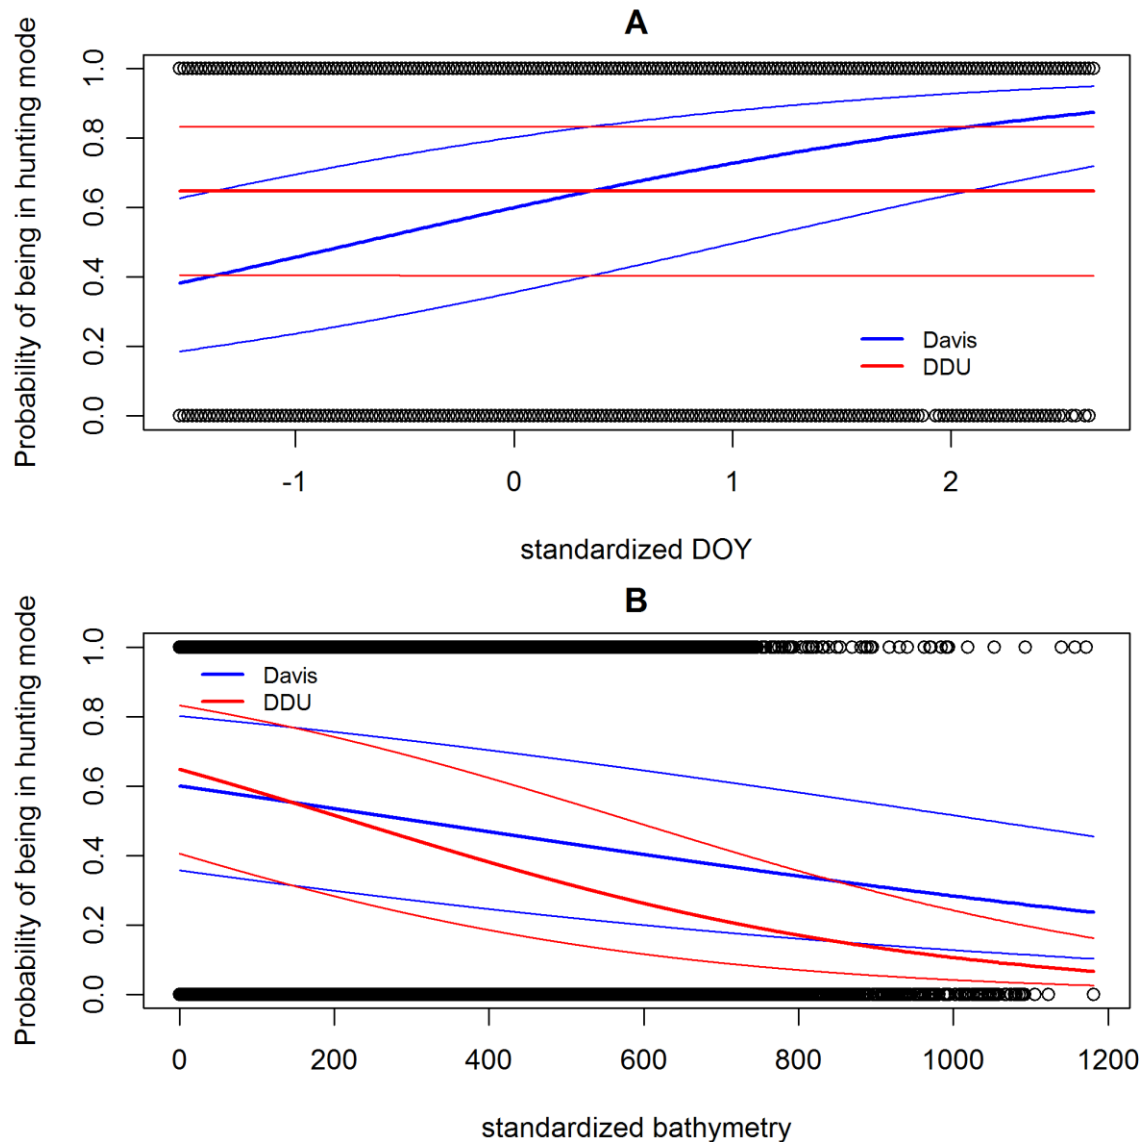 A
Probability of being in hunting mode
1.0
0.8
0.6
0.4
0.2
0.0
Davis
DDU
-1 0 1 2
standardized DOY
B
Probability of being in hunting mode
1.0
0.8
0.6
0.4
0.2
0.0
Davis
DDU
0 200 400 600 800 1000 1200
standardized bathymetry